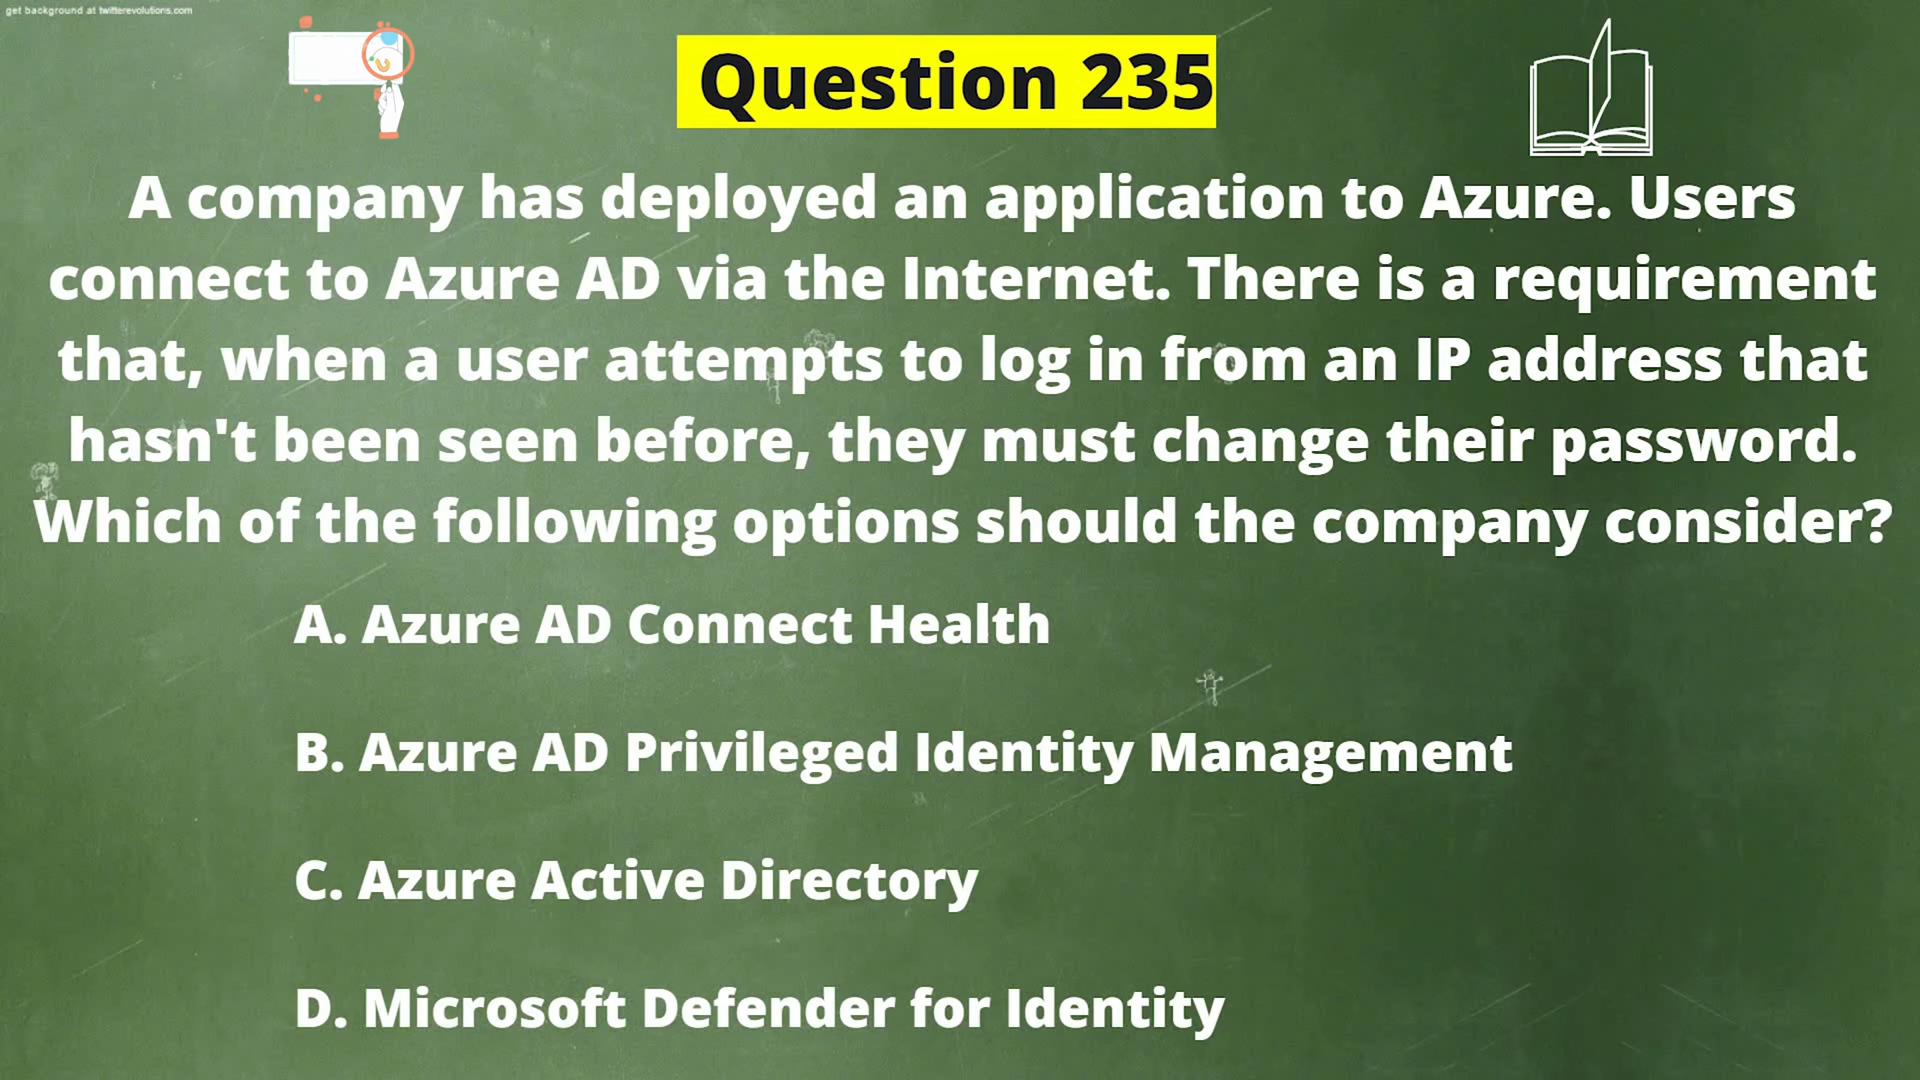 get background at twitterevolutions.com
Question 235
A company has deployed an application to Azure. Users
connect to Azure AD via the Internet. There is a requirement
that, when a user attempts to log in from an IP address that
hasn't been seen before, they must change their password.
Which of the following options should the company consider?
A. Azure AD Connect Health
B. Azure AD Privileged Identity Management
C. Azure Active Directory
D. Microsoft Defender for Identity